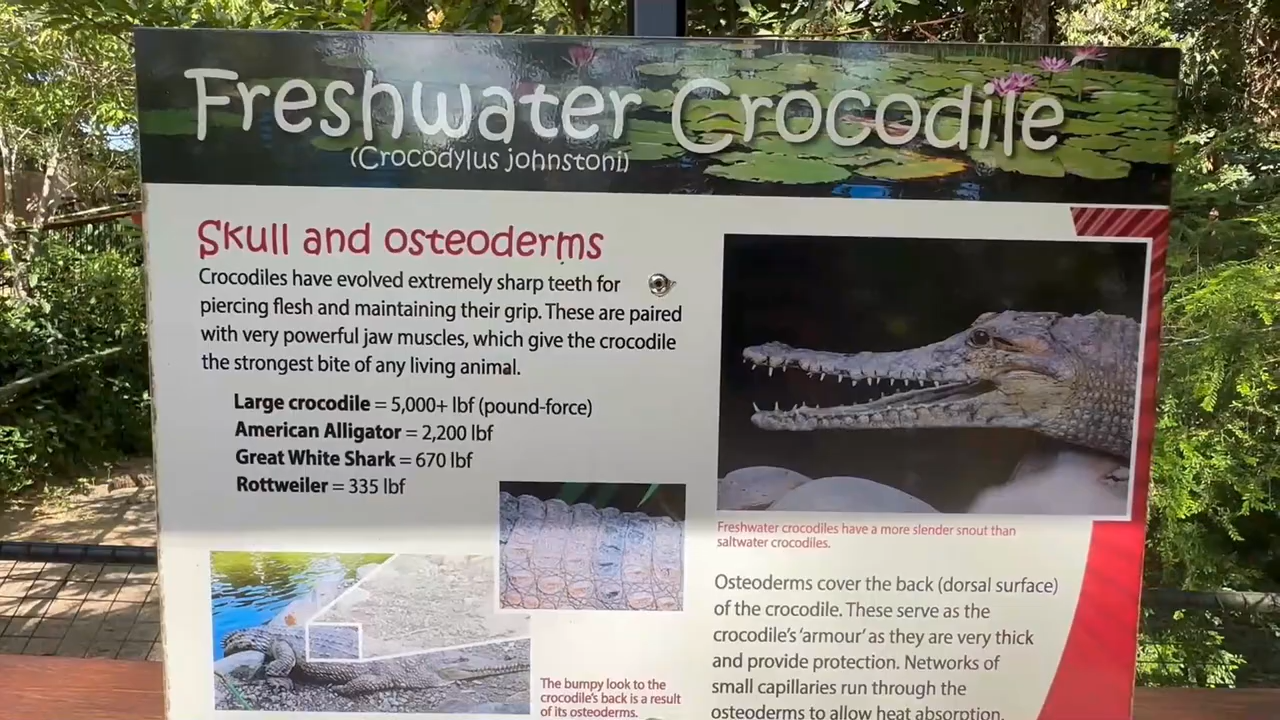 Freshwater Crocodile
(Crocodylus johnstoni)
Skull and osteoderms
Crocodiles have evolved extremely sharp teeth for
piercing flesh and maintaining their grip. These are paired
with very powerful jaw muscles, which give the crocodile
the strongest bite of any living animal.
Large crocodile = 5,000+ lbf (pound-force)
American Alligator = 2,200 lbf
Great White Shark = 670 lbf
Rottweiler = 335 lbf
The bumpy look to the
crocodile's back is a result
of its osteoderms.
Freshwater crocodiles have a more slender snout than
saltwater crocodiles.
Osteoderms cover the back (dorsal surface)
of the crocodile. These serve as the
crocodile's 'armour' as they are very thick
and provide protection. Networks of
small capillaries run through the
osteoderms to allow heat absorption.